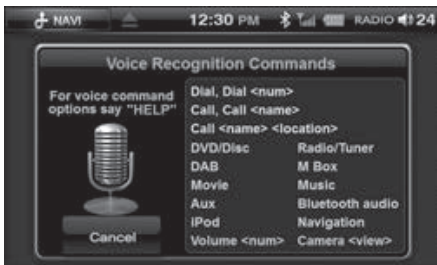 NAVI 12:30 PM RADIO 24
Voice Recognition Commands
For voice command
options say "HELP"
Cancel
Dial, Dial <num>
Call, Call <name>
Call <name> <location>
DVD/Disc Radio/Tuner
DAB M Box
Movie Music
Aux Bluetooth audio
iPod Navigation
Volume <num> Camera <view>